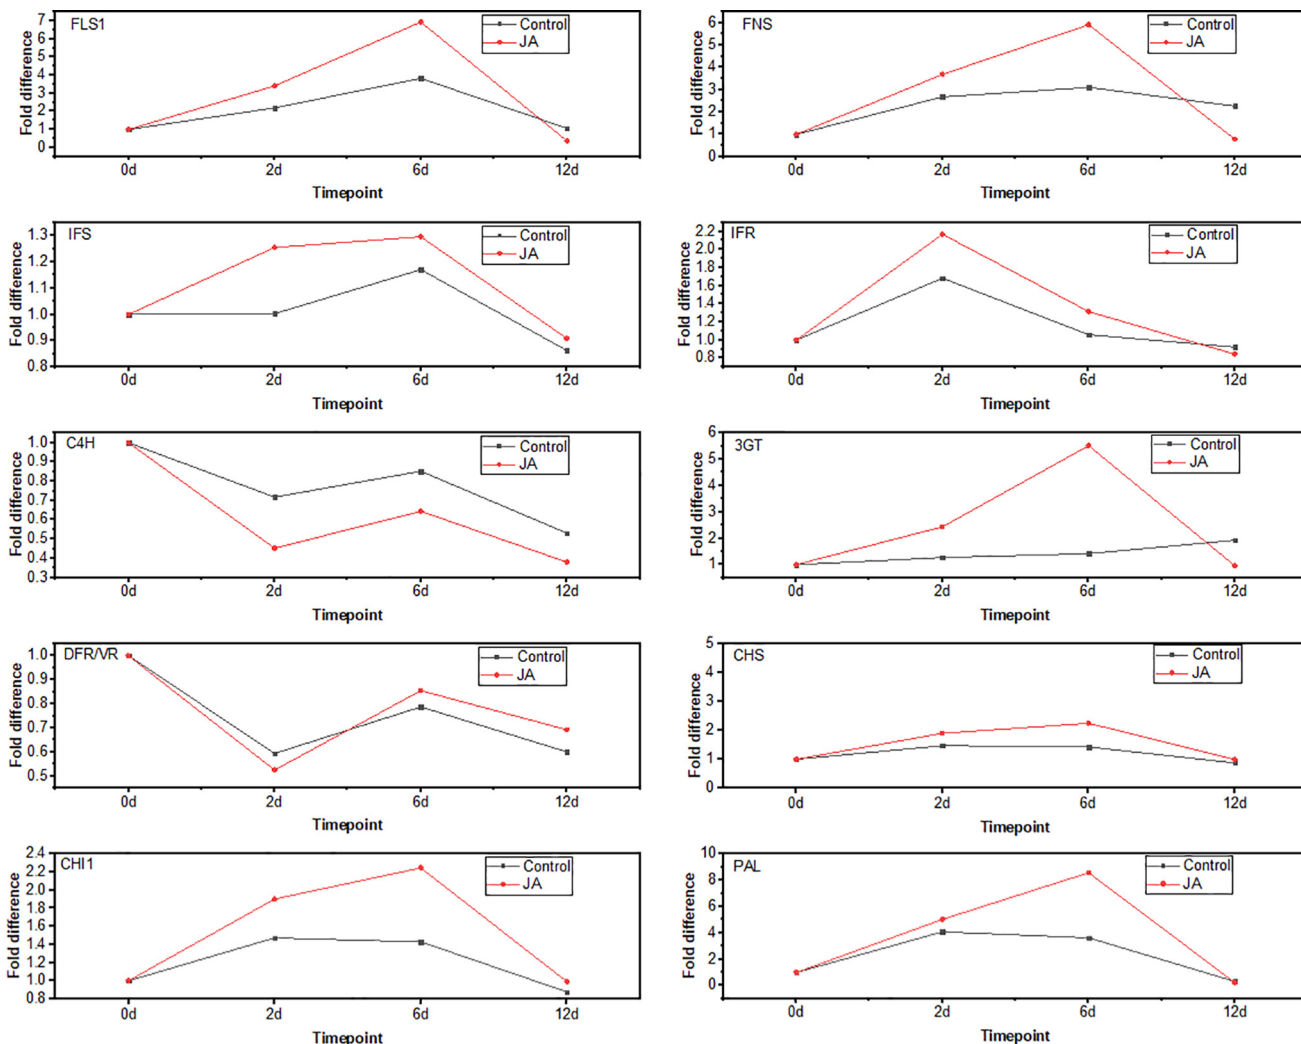 FLS1
Control
JA
Fold difference
7
6
5
4
3
2
1
0
0d 2d 6d 12d
Timepoint
FNS
Control
JA
Fold difference
6
5
4
3
2
1
0
0d 2d 6d 12d
Timepoint
IFS
Control
JA
Fold difference
1.3
1.2
1.1
1.0
0.9
0.8
0d 2d 6d 12d
Timepoint
IFR
Control
JA
Fold difference
2.2
2.0
1.8
1.6
1.4
1.2
1.0
0.8
0d 2d 6d 12d
Timepoint
C4H
Control
JA
Fold difference
1.0
0.9
0.8
0.7
0.6
0.5
0.4
0.3
0d 2d 6d 12d
Timepoint
3GT
Control
JA
Fold difference
6
5
4
3
2
1
0d 2d 6d 12d
Timepoint
DFR/VR
Control
JA
Fold difference
1.0
0.9
0.8
0.7
0.6
0.5
0d 2d 6d 12d
Timepoint
CHS
Control
JA
Fold difference
5
4
3
2
1
0
0d 2d 6d 12d
Timepoint
CHI1
Control
JA
Fold difference
2.4
2.2
2.0
1.8
1.6
1.4
1.2
1.0
0.8
0d 2d 6d 12d
Timepoint
PAL
Control
JA
Fold difference
10
8
6
4
2
0
0d 2d 6d 12d
Timepoint